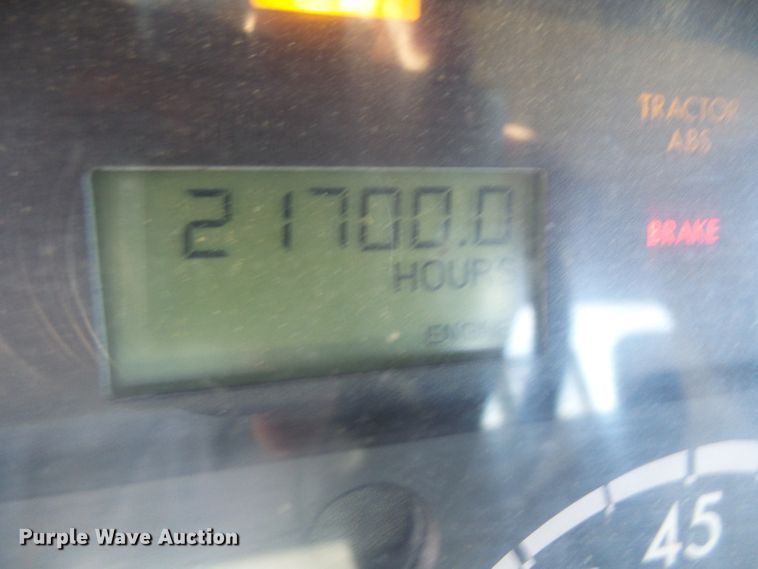 TRACTOR
ABS
21700.0
BRAKE
HOURS
ENGINE
45
Purple Wave Auction